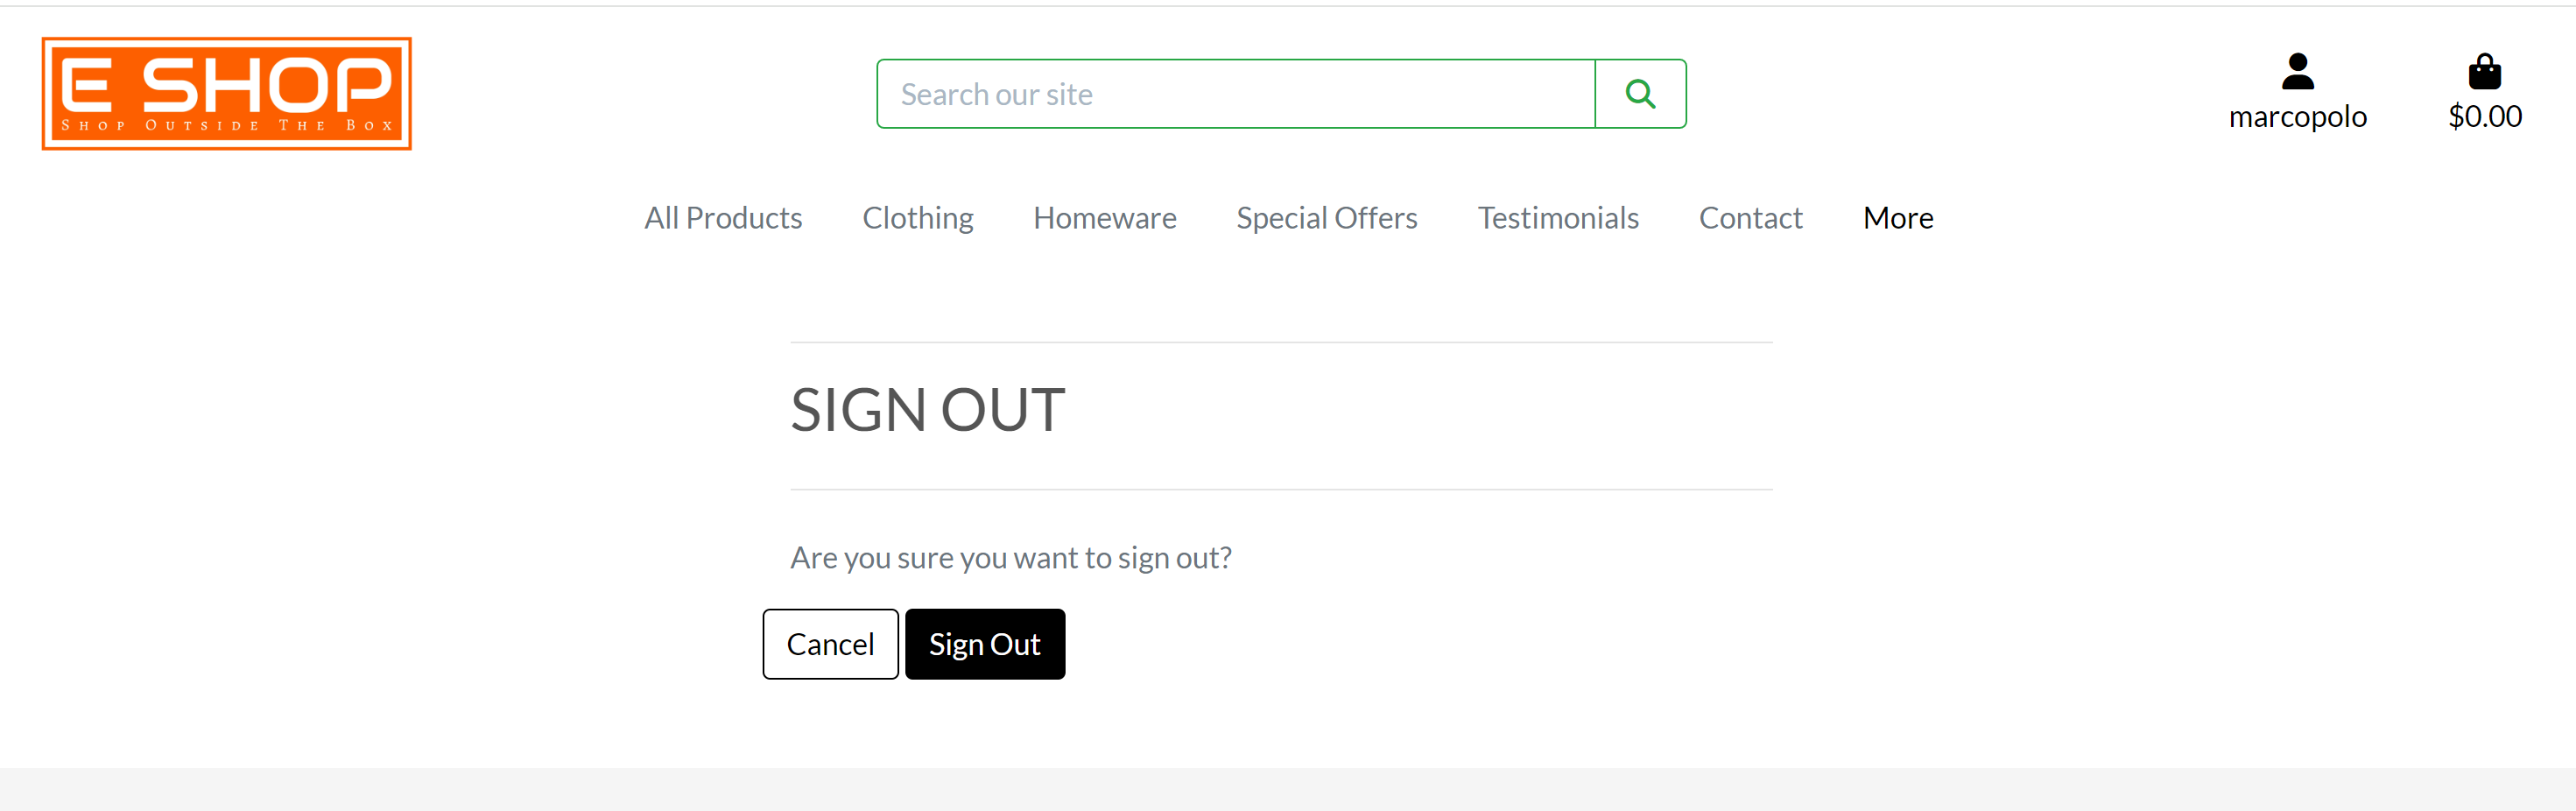 E SHOP
Shop Outside The Box
Search our site
marcopolo
$0.00
All Products Clothing Homeware Special Offers Testimonials Contact More
SIGN OUT
Are you sure you want to sign out?
Cancel Sign Out